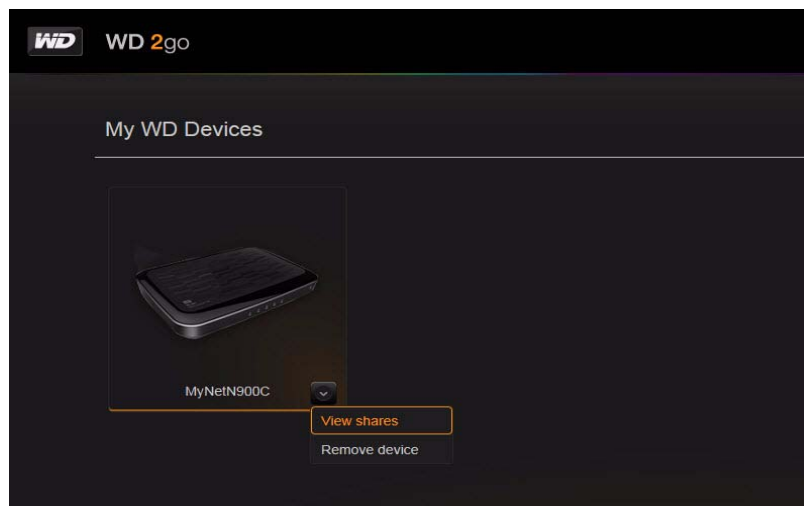 WD WD 2go
My WD Devices
MyNetN900C
View shares
Remove device